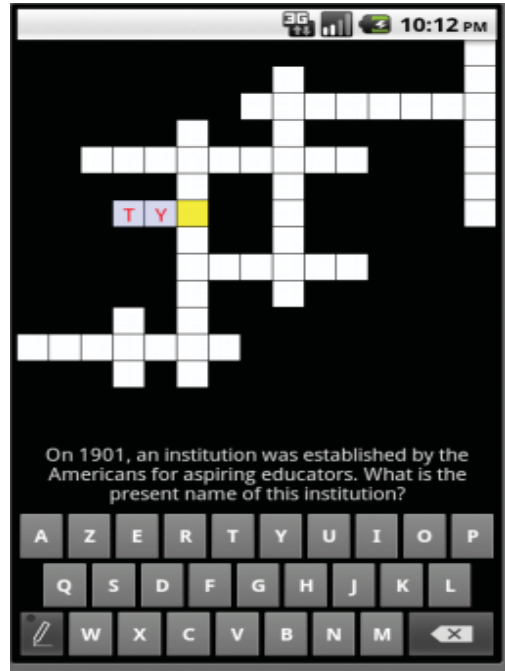 3G 10:12 PM
T Y
On 1901, an institution was established by the
Americans for aspiring educators. What is the
present name of this institution?
A Z E R T Y U I O P
Q S D F G H J K L
W X C V B N M